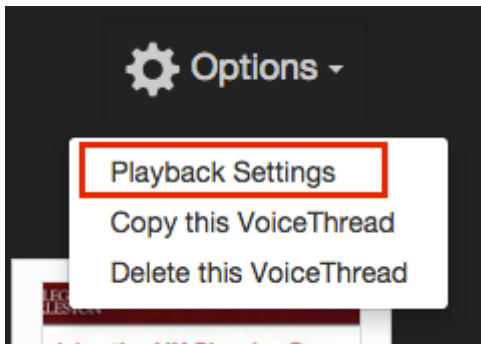 Options
Playback Settings
Copy this VoiceThread
Delete this VoiceThread